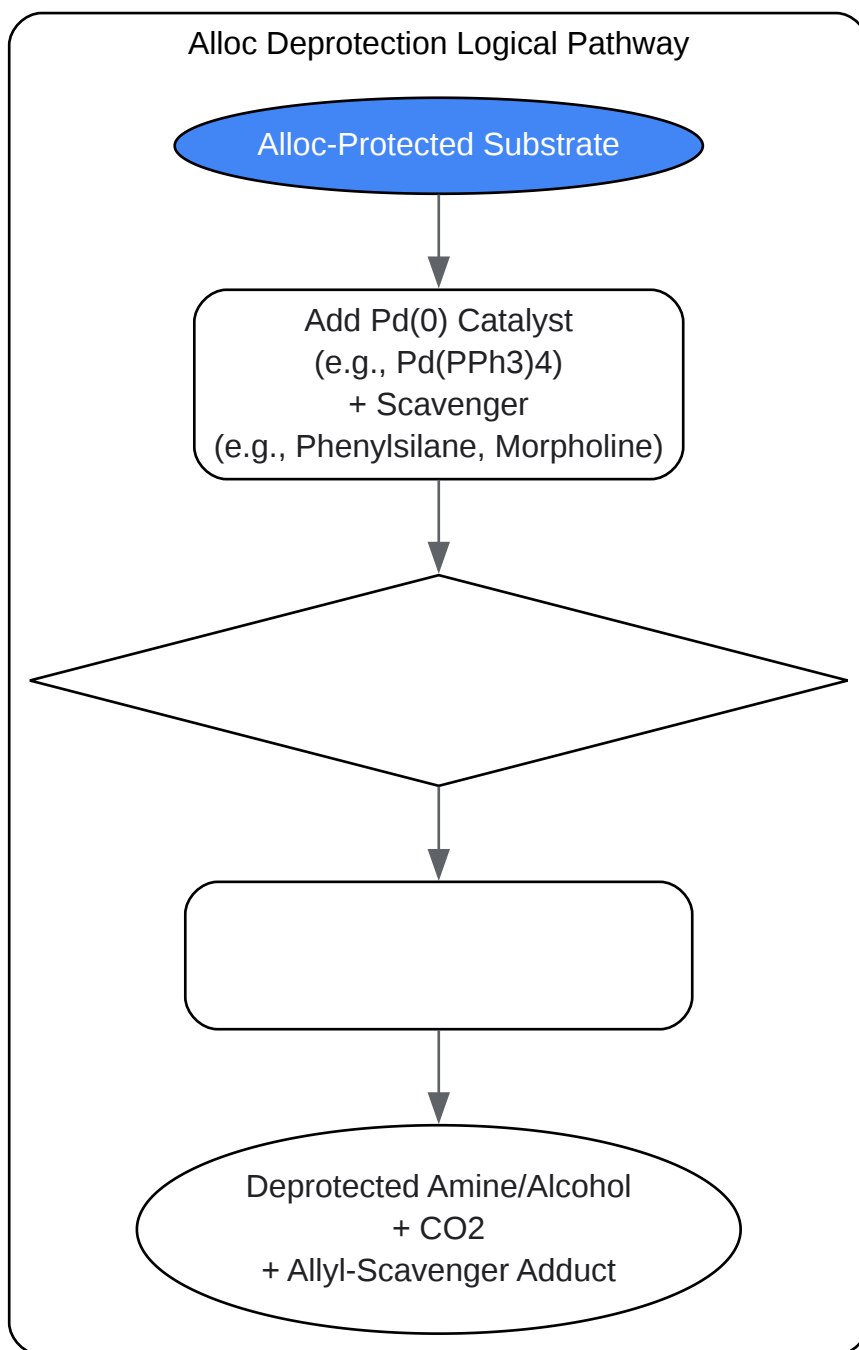 Alloc Deprotection Logical Pathway
Alloc-Protected Substrate
Add Pd(0) Catalyst
(e.g., Pd(PPh3)4)
+ Scavenger
(e.g., Phenylsilane, Morpholine)
Deprotected Amine/Alcohol
+ CO2
+ Allyl-Scavenger Adduct